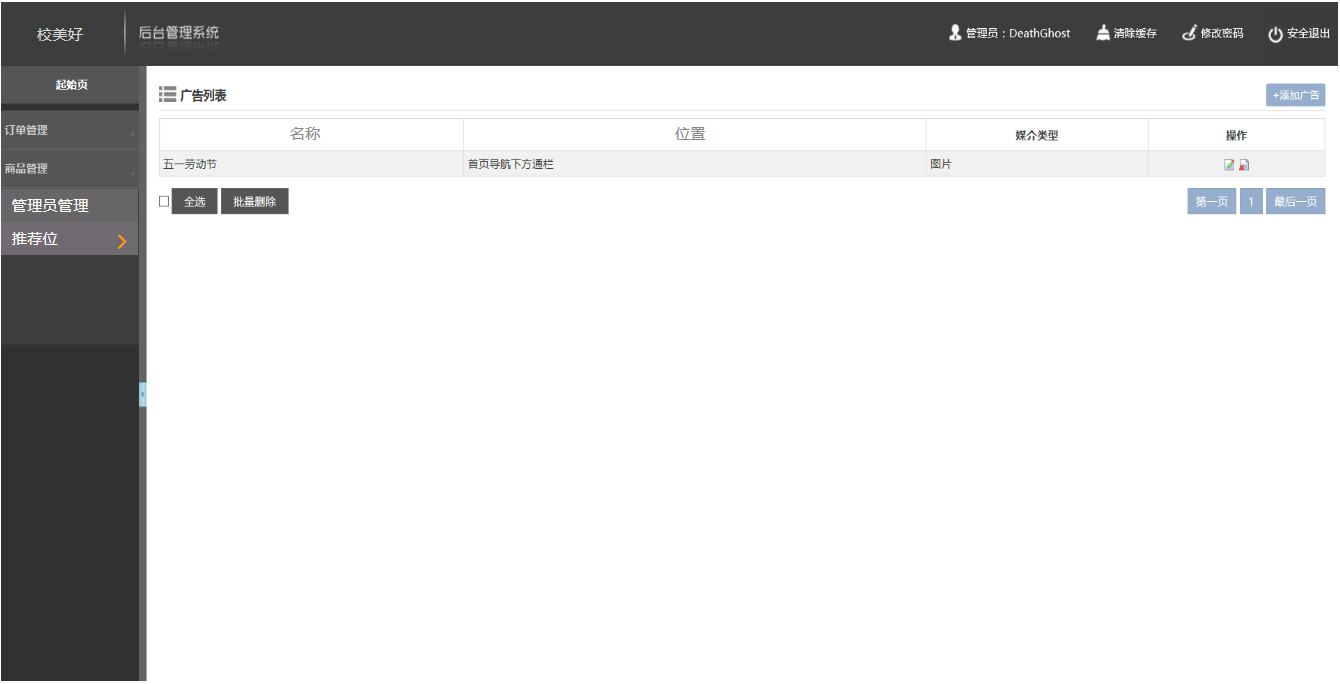 校美好
后台管理系统
管理员：DeathGhost
清除缓存
修改密码
安全退出
起始页
订单管理
商品管理
管理员管理
推荐位
广告列表
+添加广告
名称 位置 媒介类型 操作
五一劳动节 首页导航下方通栏 图片
全选 批量删除
第一页 1 最后一页